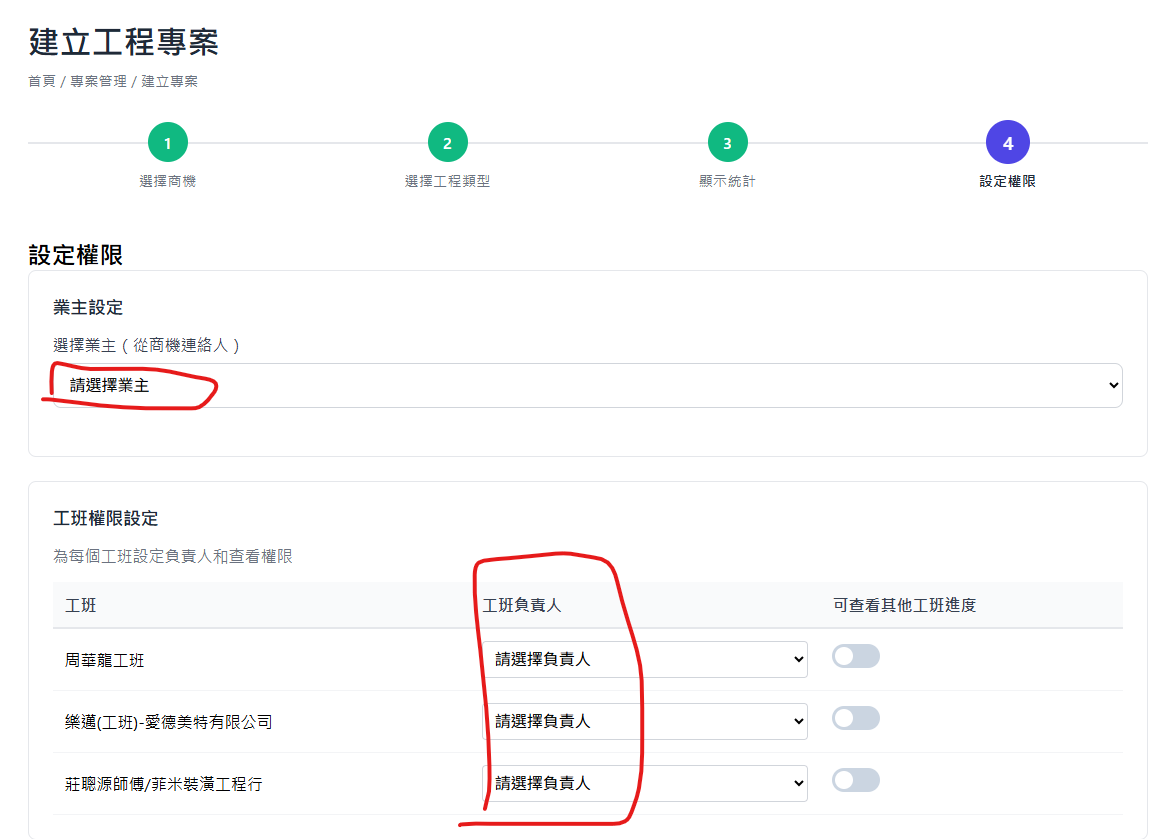 建立工程專案
首頁 / 專案管理 / 建立專案
1 2 3 4
選擇商機 選擇工程類型 顯示統計 設定權限
設定權限
業主設定
選擇業主 ( 從商機連絡人 )
請選擇業主
工班權限設定
為每個工班設定負責人和查看權限
工班 工班負責人 可查看其他工班進度
周華龍工班 請選擇負責人
樂邁(工班)-愛德美特有限公司 請選擇負責人
莊聰源師傅/菲米裝潢工程行 請選擇負責人